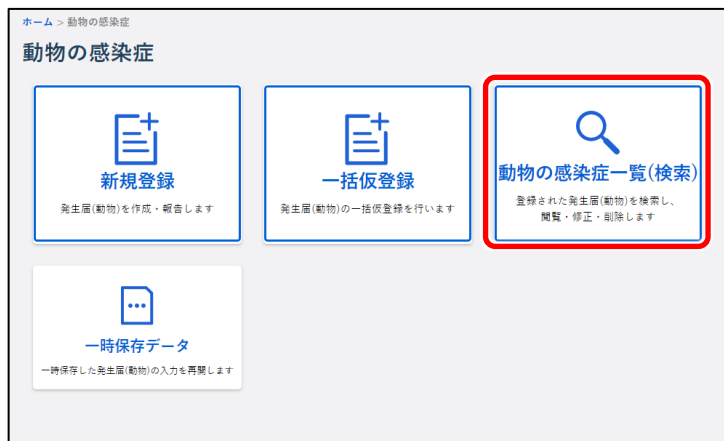 ホーム > 動物の感染症
動物の感染症
新規登録
発生届(動物)を作成・報告します
一括仮登録
発生届(動物)の一括仮登録を行います
動物の感染症一覧(検索)
登録された発生届(動物)を検索し、
閲覧・修正・削除します
一時保存データ
一時保存した発生届(動物)の入力を再開します